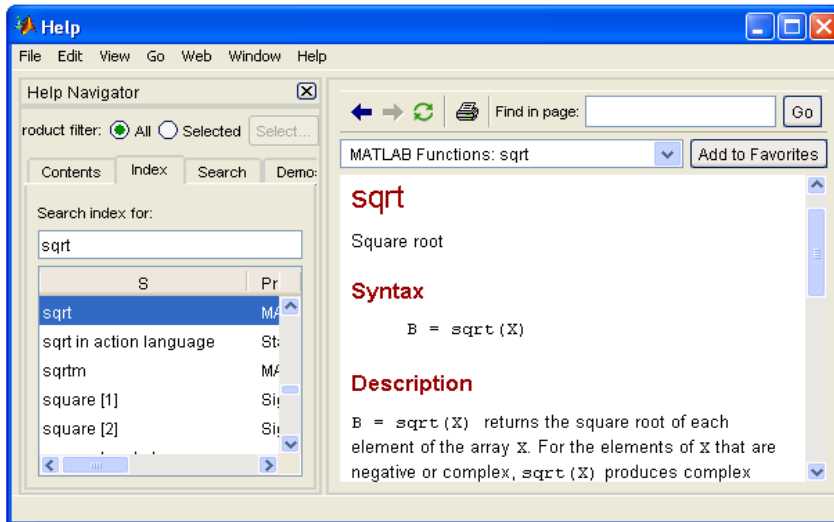 Help
File Edit View Go Web Window Help
Help Navigator
roduct filter: All Selected Select...
Contents Index Search Demo
Search index for:
sqrt
S Pr
sqrt MA
sqrt in action language Sta
sqrtm MA
square [1] Sig
square [2] Sig
Find in page: Go
MATLAB Functions: sqrt Add to Favorites
sqrt
Square root
Syntax
B = sqrt(X)
Description
B = sqrt(X) returns the square root of each
element of the array X. For the elements of X that are
negative or complex, sqrt(X) produces complex